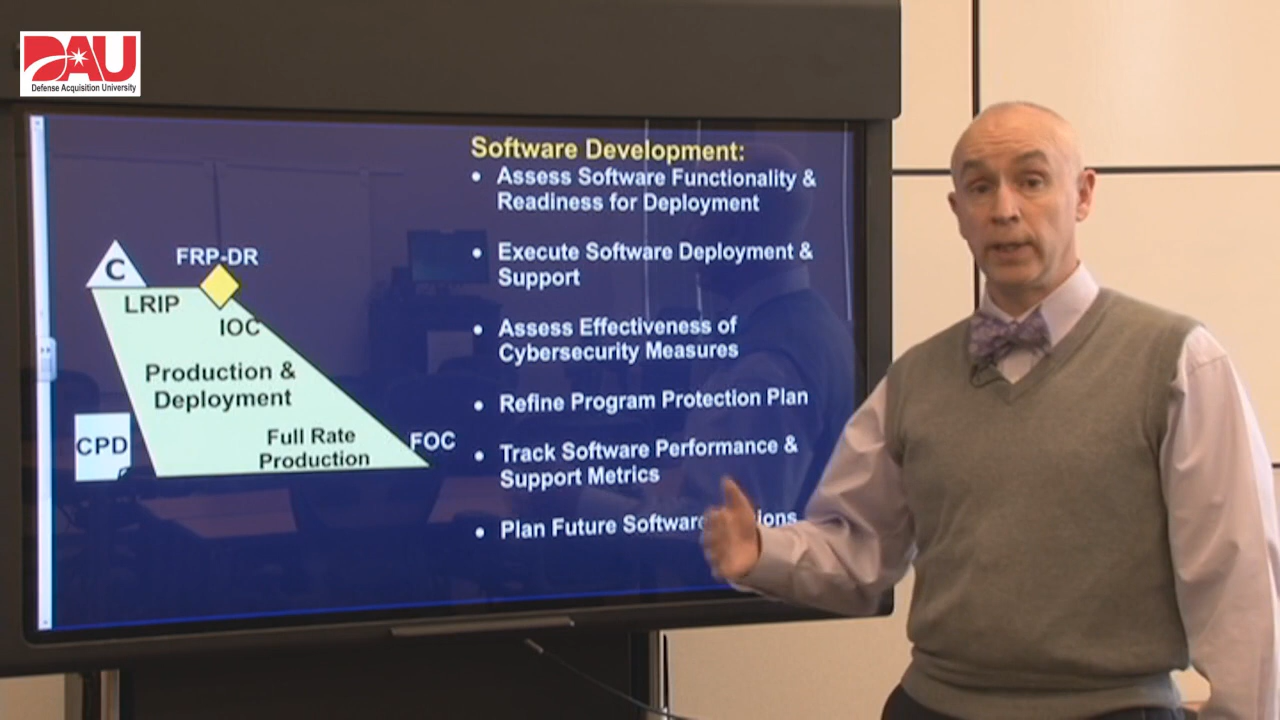 DAU
Defense Acquisition University
Software Development:
• Assess Software Functionality &
Readiness for Deployment
• Execute Software Deployment &
Support
• Assess Effectiveness of
Cybersecurity Measures
• Refine Program Protection Plan
• Track Software Performance &
Support Metrics
• Plan Future Software
C
FRP-DR
LRIP
IOC
Production &
Deployment
CPD
Full Rate
Production
FOC